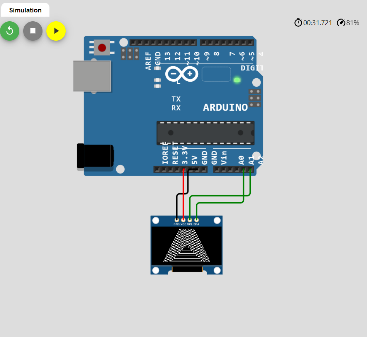 Simulation
00:31.721
81%
AREF
GND
13
12
~11
~10
~9
8
7
~6
~5
DIGI
L
TX
RX
ARDUINO
IOREF
RESET
3.3V
5V
GND
GND
Vin
A0
A1